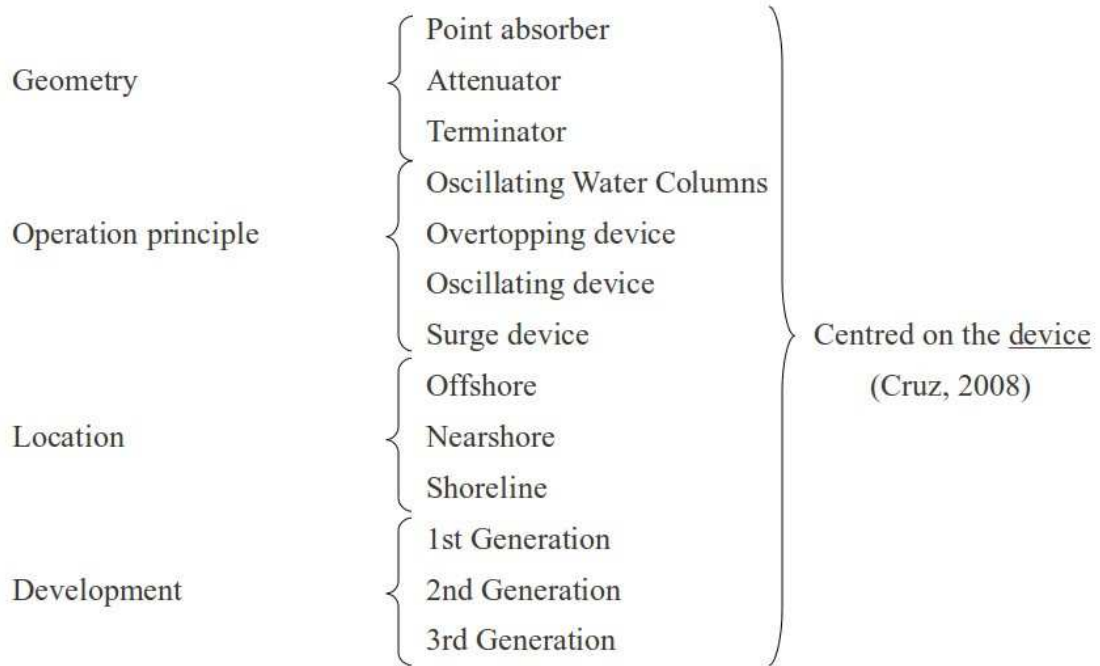 Geometry
Point absorber
Attenuator
Terminator
Operation principle
Oscillating Water Columns
Overtopping device
Oscillating device
Surge device
Location
Offshore
Nearshore
Shoreline
Development
1st Generation
2nd Generation
3rd Generation
Centred on the device
(Cruz, 2008)